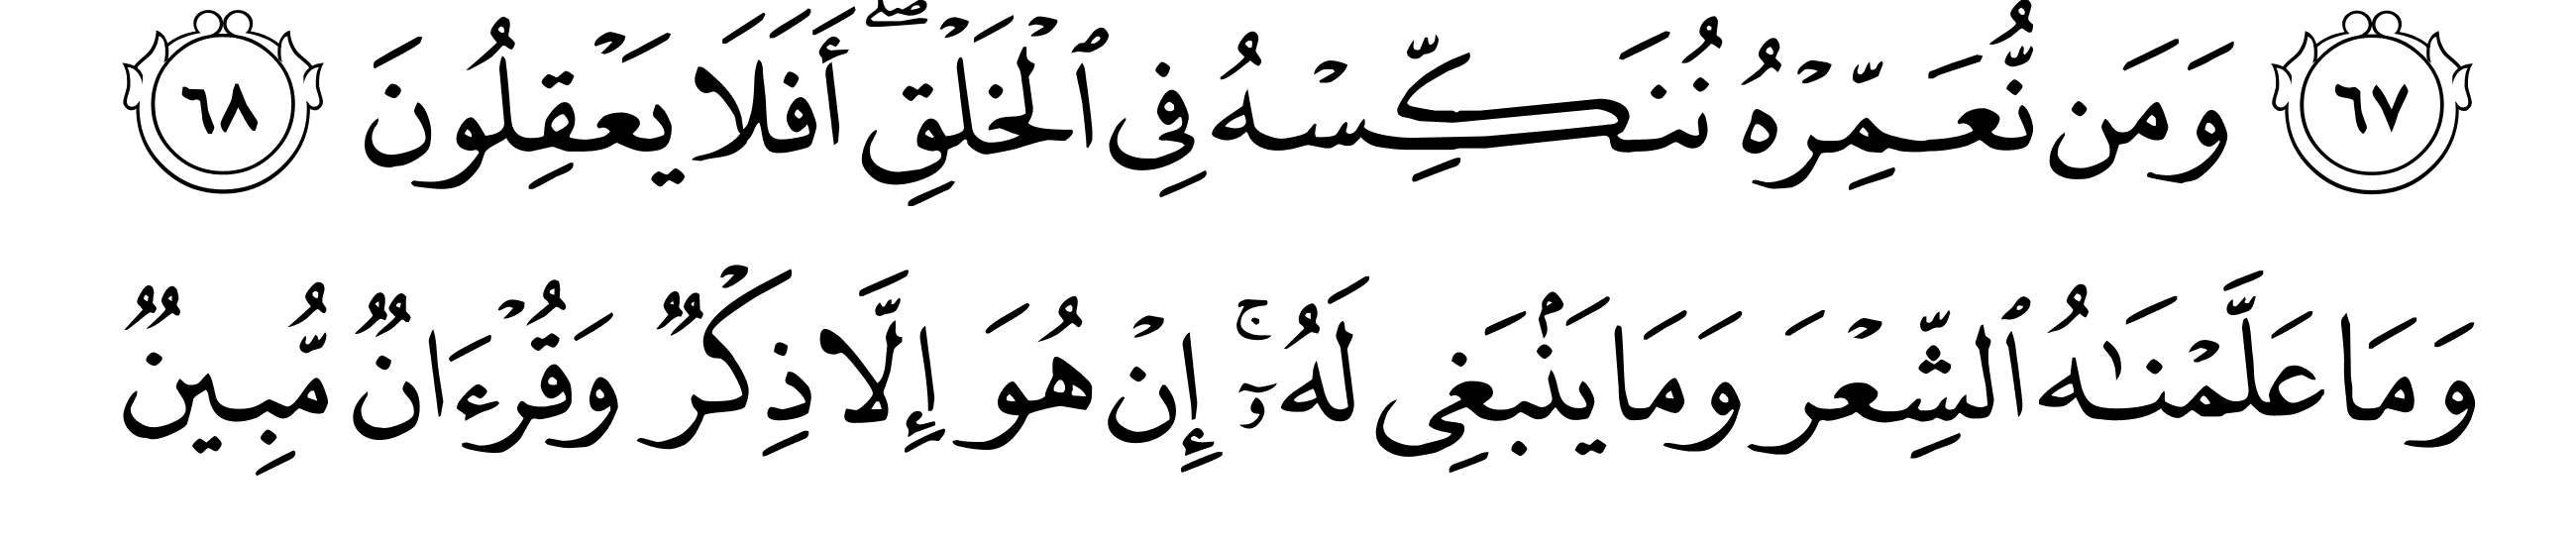 ٦٧ وَمَن نُّعَمِّرۡهُ نُنَكِّسۡهُ فِي ٱلۡخَلۡقِۚ أَفَلَا يَعۡقِلُونَ ٦٨
وَمَا عَلَّمۡنَٰهُ ٱلشِّعۡرَ وَمَا يَنۢبَغِي لَهُۥٓۚ إِنۡ هُوَ إِلَّا ذِكۡرٞ وَقُرۡءَانٞ مُّبِينٞ